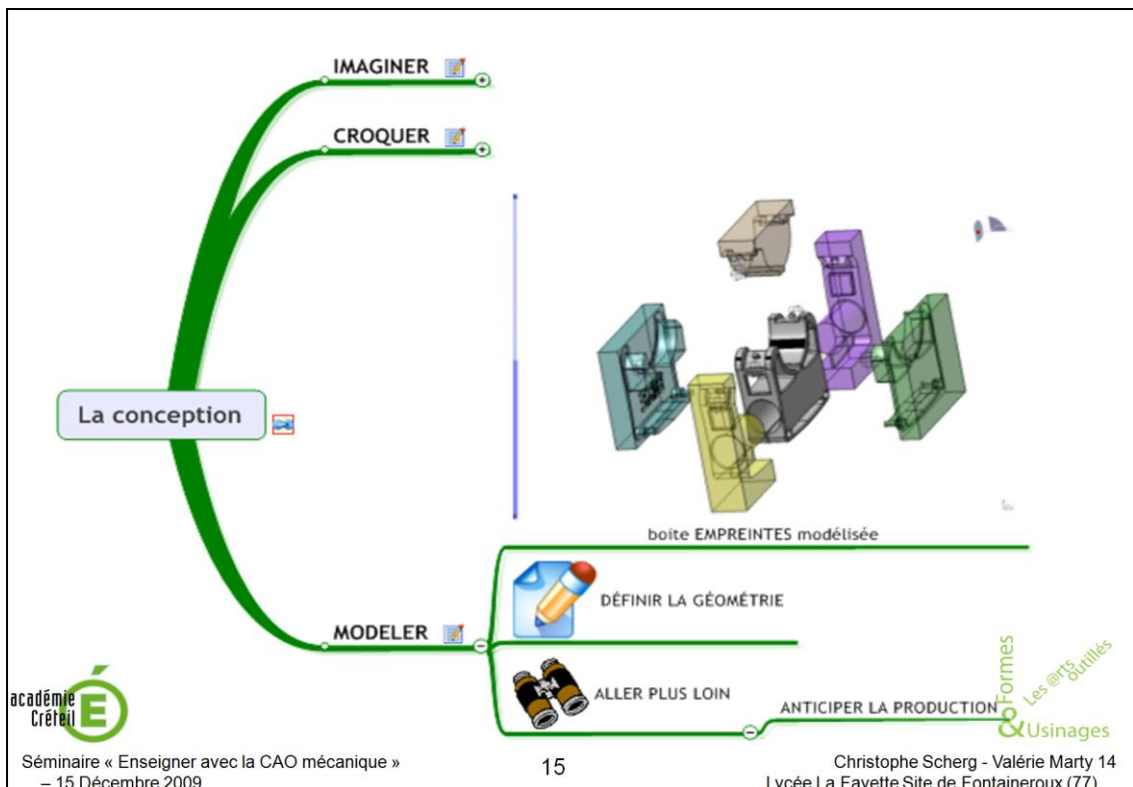 IMAGINER
CROQUER
La conception
boite EMPREINTES modélisée
DÉFINIR LA GÉOMÉTRIE
MODELER
ALLER PLUS LOIN
ANTICIPER LA PRODUCTION
académie
Créteil
É
Formes
& Usinages
Les @rts
outillés
Séminaire « Enseigner avec la CAO mécanique »
– 15 Décembre 2009
15
Christophe Scherg - Valérie Marty 14
Lycée La Fayette Site de Fontaineroux (77)